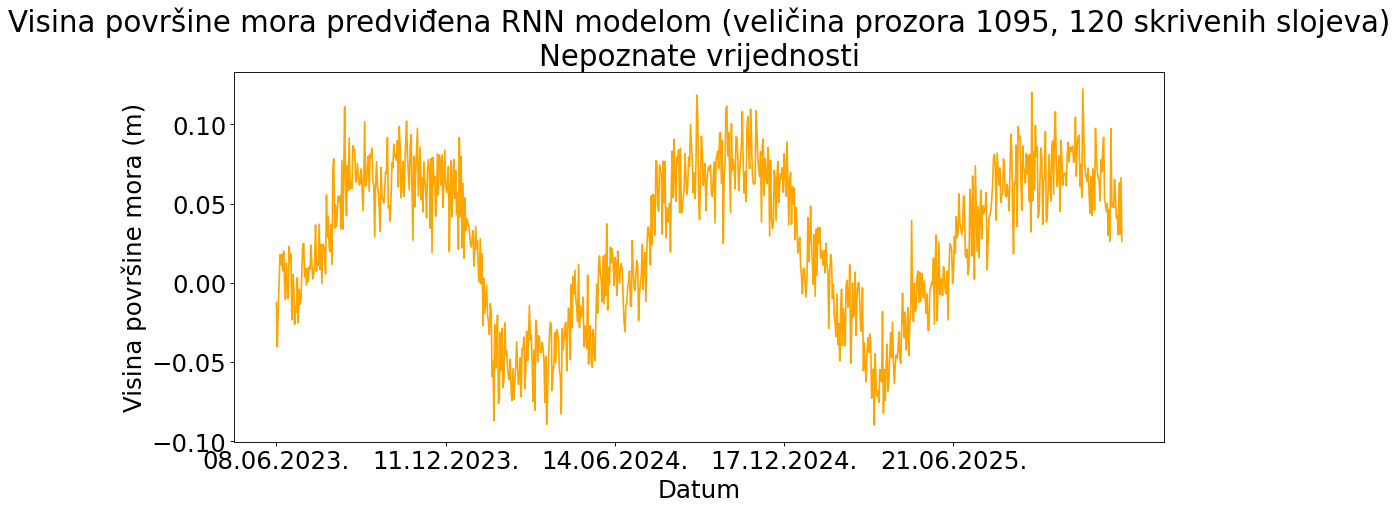 Visina površine mora predviđena RNN modelom (veličina prozora 1095, 120 skrivenih slojeva)
Nepoznate vrijednosti
Visina površine mora (m)
0.10
0.05
0.00
−0.05
−0.10
08.06.2023. 11.12.2023. 14.06.2024. 17.12.2024. 21.06.2025.
Datum